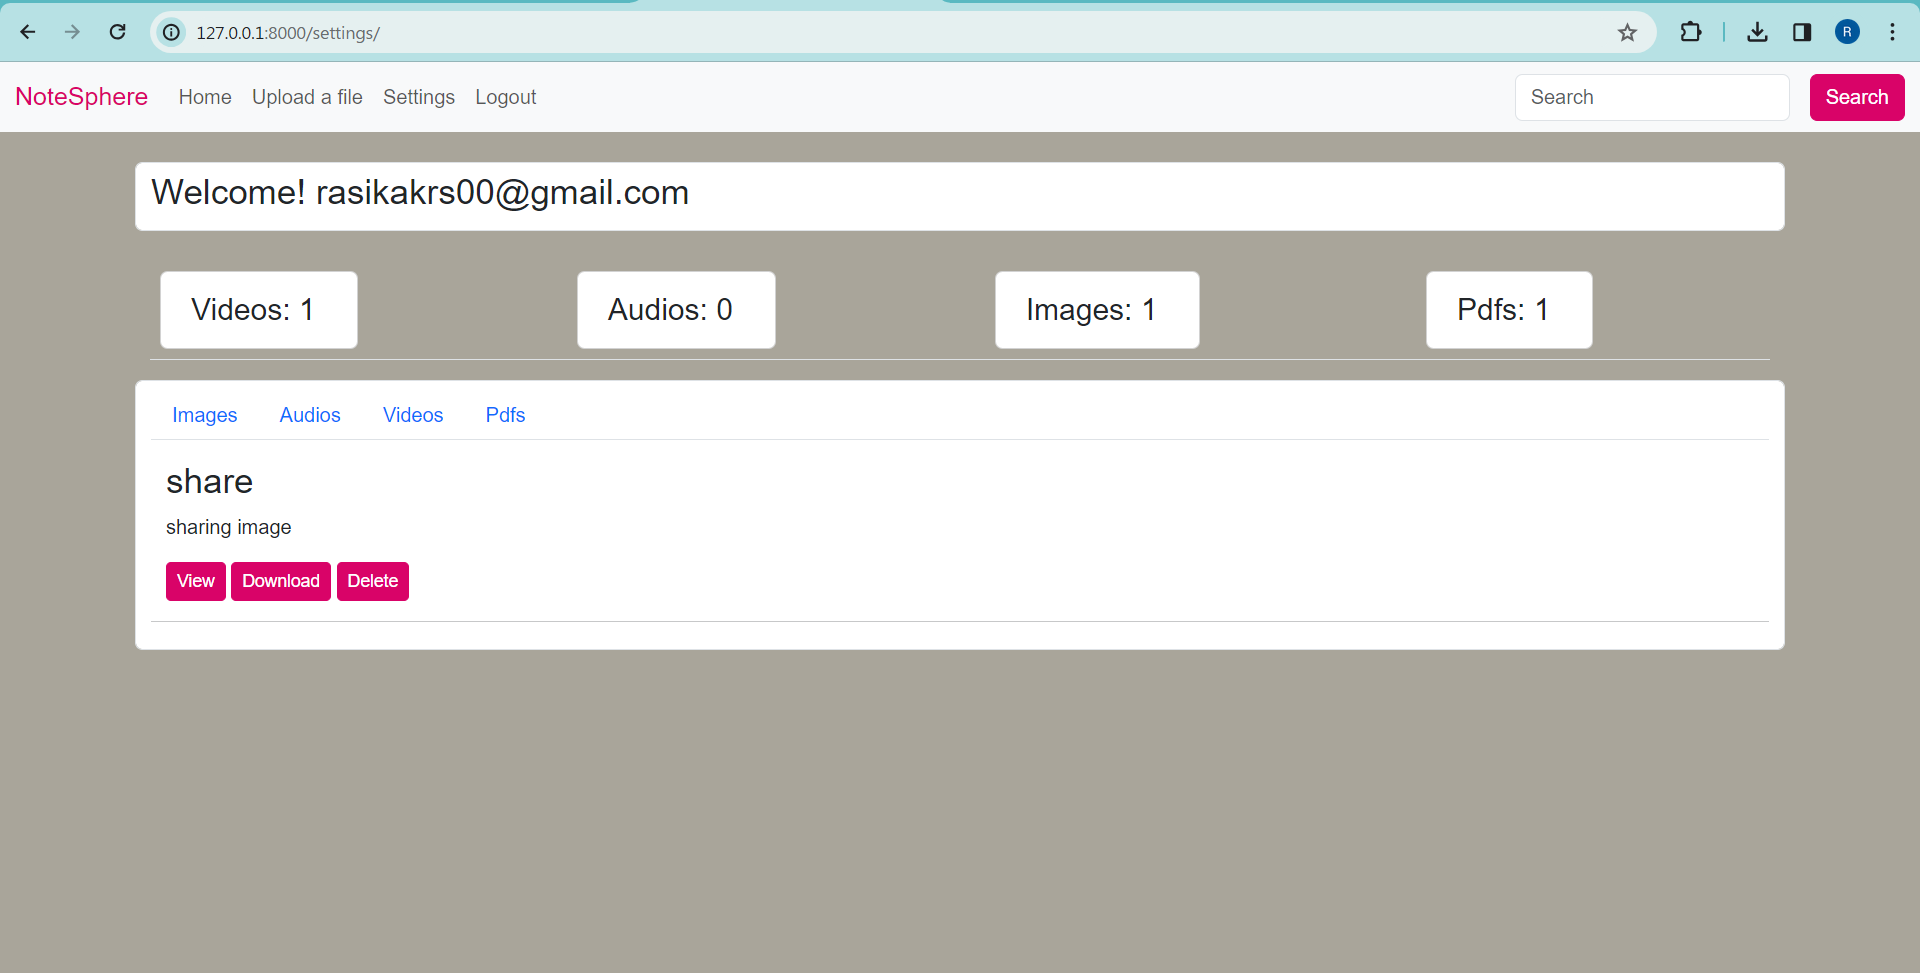 127.0.0.1:8000/settings/
R
NoteSphere Home Upload a file Settings Logout Search Search
Welcome! rasikakrs00@gmail.com
Videos: 1 Audios: 0 Images: 1 Pdfs: 1
Images Audios Videos Pdfs
share
sharing image
View Download Delete